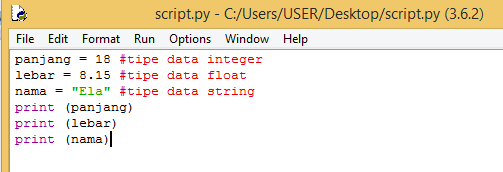 script.py - C:/Users/USER/Desktop/script.py (3.6.2)
File Edit Format Run Options Window Help
panjang = 18 #tipe data integer
lebar = 8.15 #tipe data float
nama = "Ela" #tipe data string
print (panjang)
print (lebar)
print (nama)